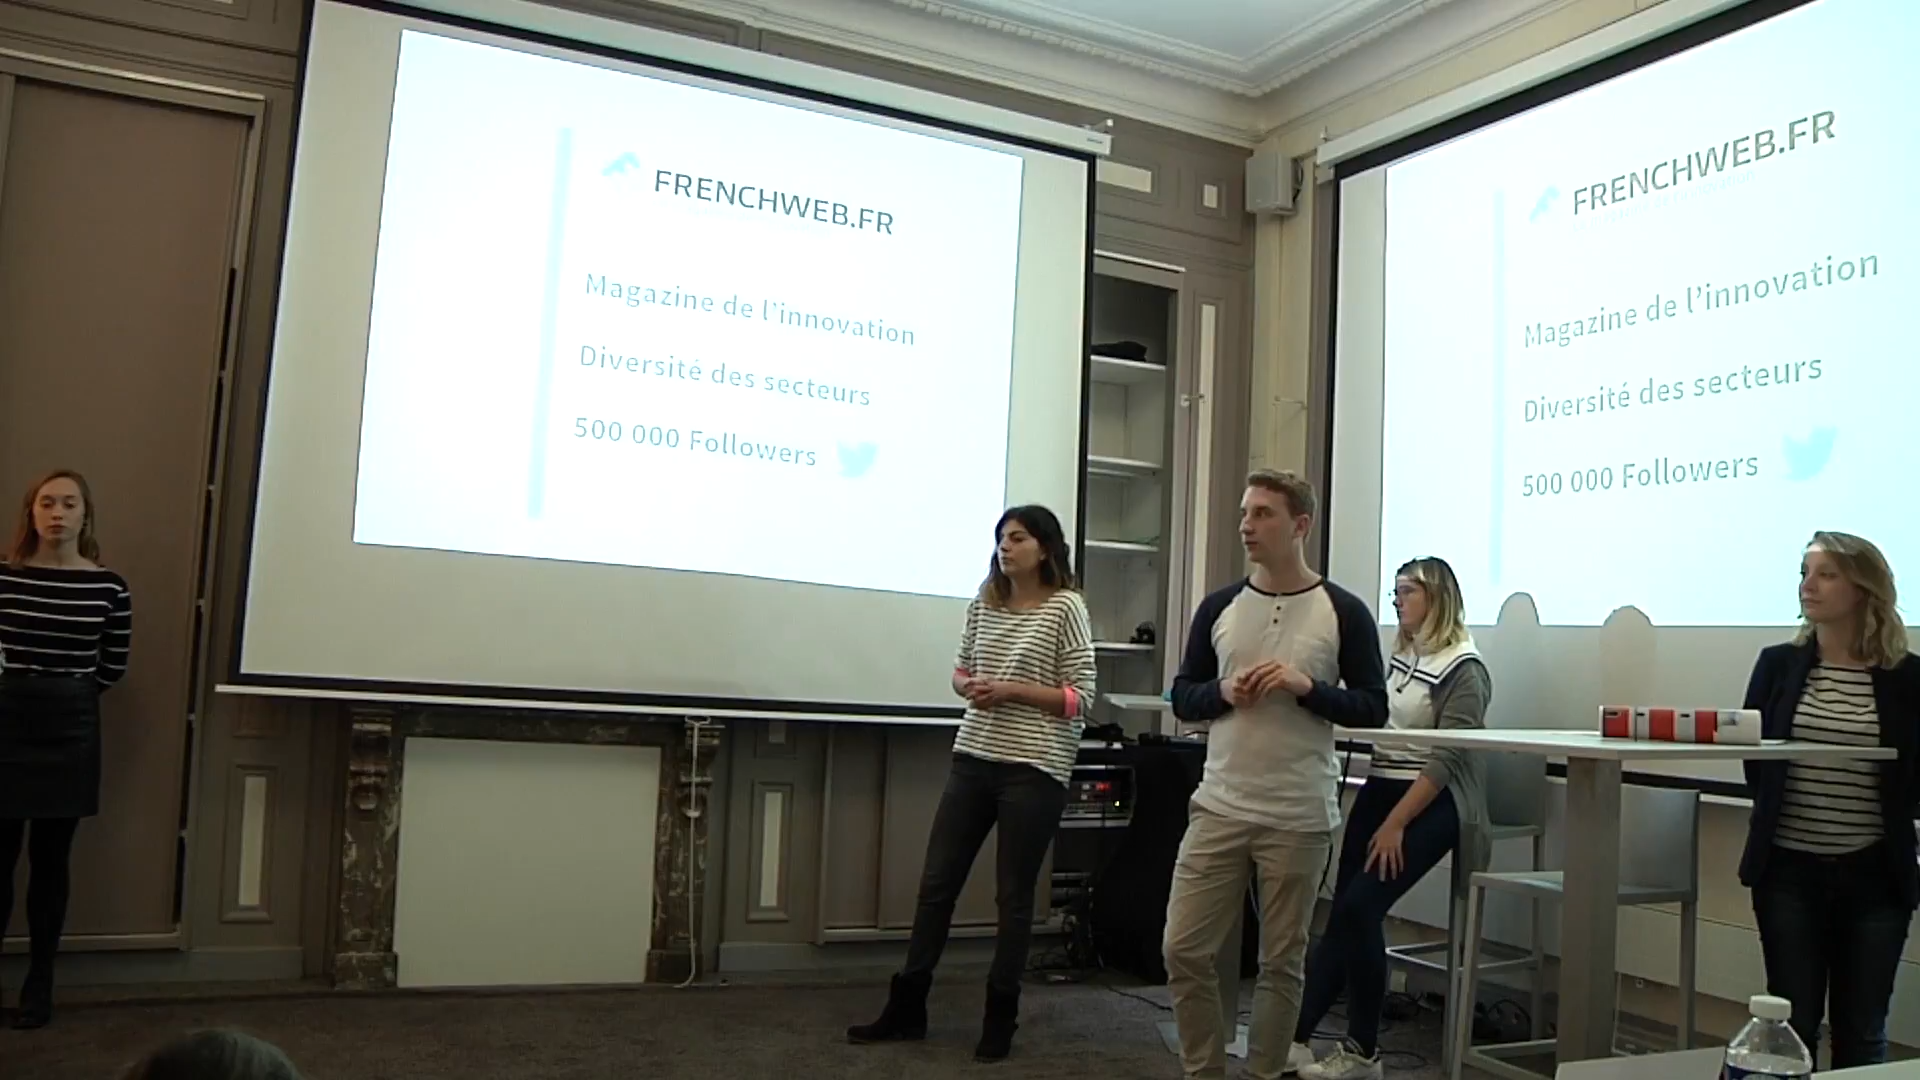 FRENCHWEB.FR
Magazine de l'innovation
Diversité des secteurs
500 000 Followers
FRENCHWEB.FR
Magazine de l'innovation
Diversité des secteurs
500 000 Followers